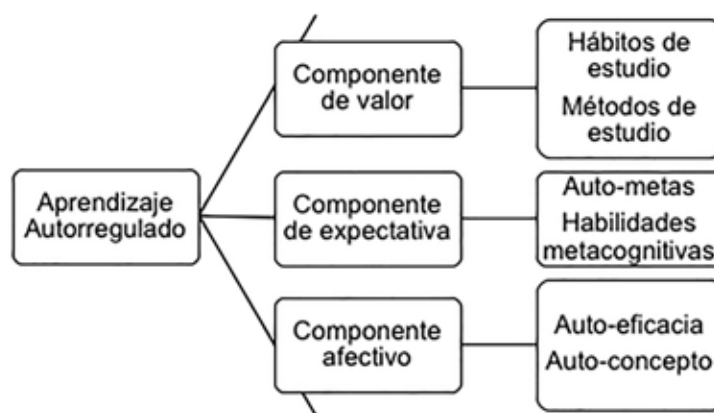 Aprendizaje
Autorregulado
Componente
de valor
Hábitos de
estudio
Métodos de
estudio
Componente
de expectativa
Auto-metas
Habilidades
metacognitivas
Componente
afectivo
Auto-eficacia
Auto-concepto